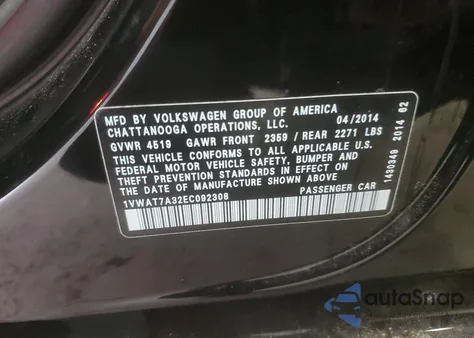 MFD BY VOLKSWAGEN GROUP OF AMERICA
CHATTANOOGA OPERATIONS, LLC. 04/2014
GVWR 4519 GAWR FRONT 2359 / REAR 2271 LBS
THIS VEHICLE CONFORMS TO ALL APPLICABLE U.S.
FEDERAL MOTOR VEHICLE SAFETY, BUMPER AND
THEFT PREVENTION STANDARDS IN EFFECT ON
THE DATE OF MANUFACTURE SHOWN ABOVE.
1VWAT7A32EC092308 PASSENGER CAR
1430349 2014 62
autoSnap